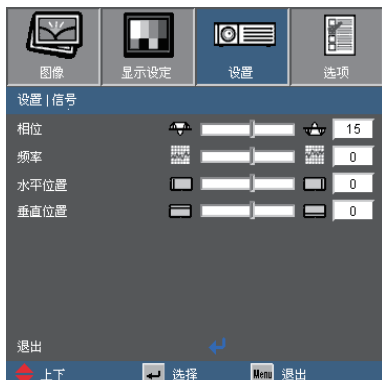 图像 显示设定 设置 选项
设置 | 信号
相位 15
频率 0
水平位置 0
垂直位置 0
退出
上下 选择 Menu 退出